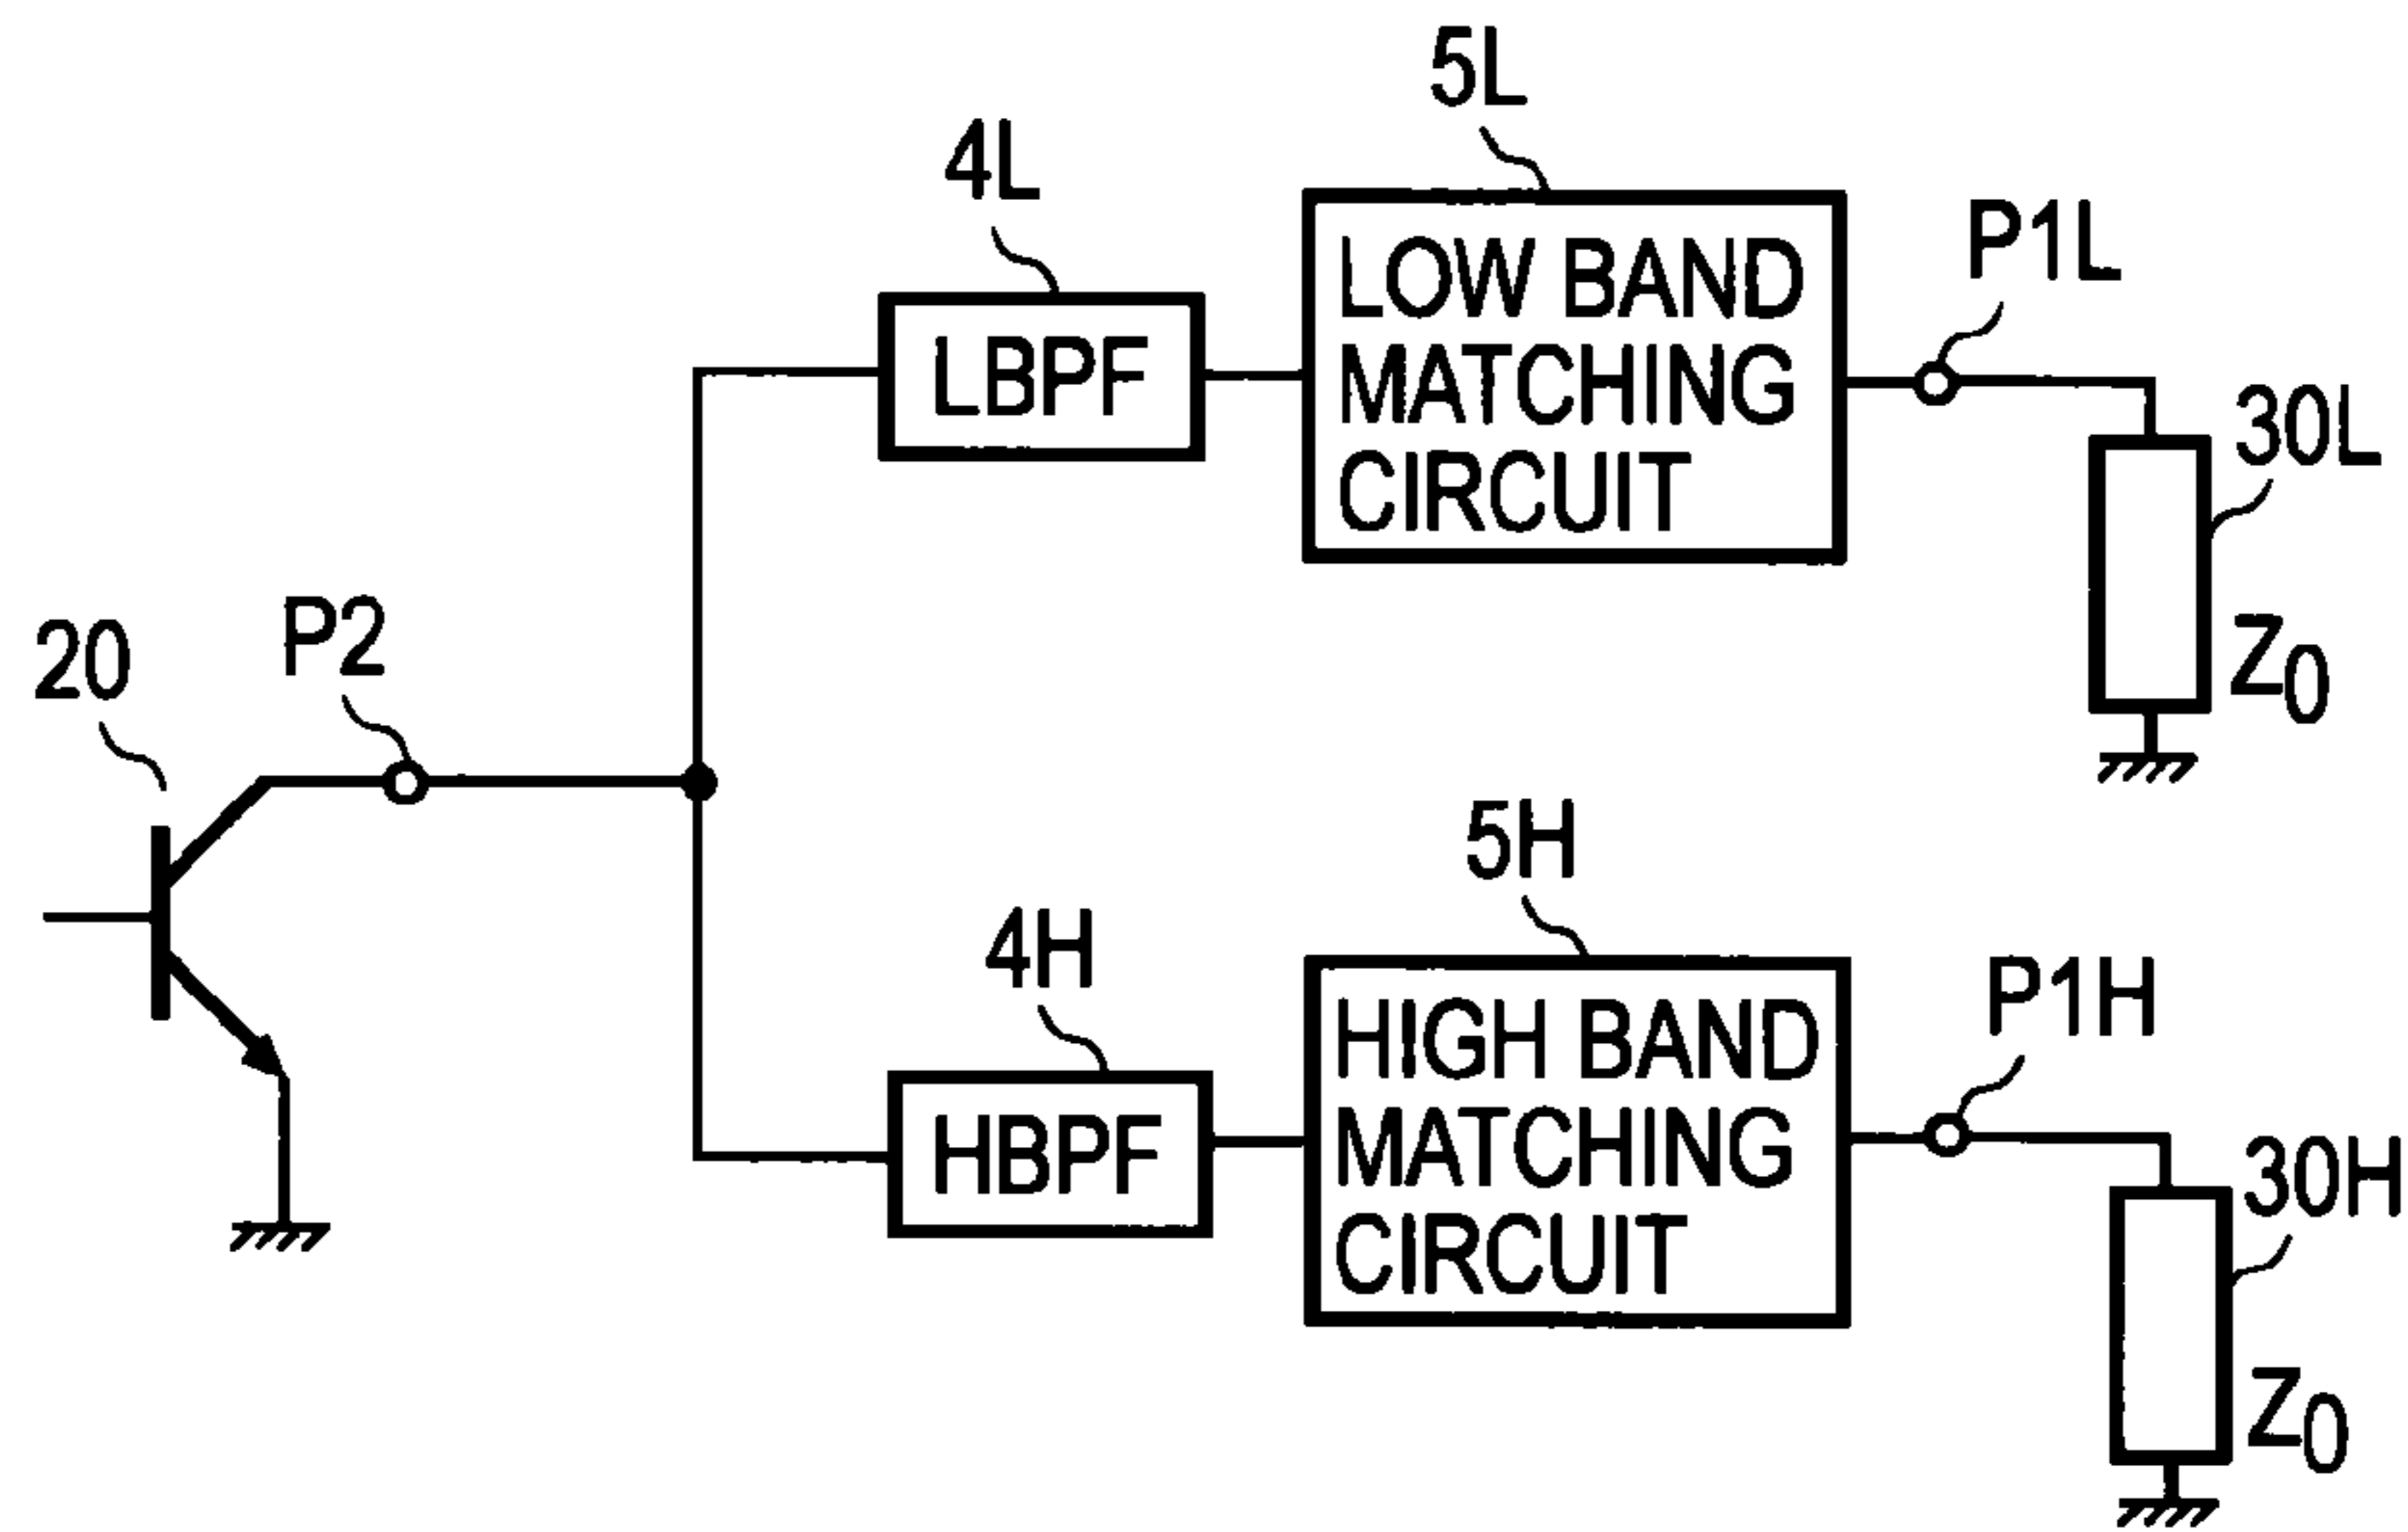 5L
4L
LOW BAND
MATCHING
CIRCUIT
LBPF
P1L
30L
Z0
20
P2
5H
4H
HIGH BAND
MATCHING
CIRCUIT
HBPF
P1H
30H
Z0